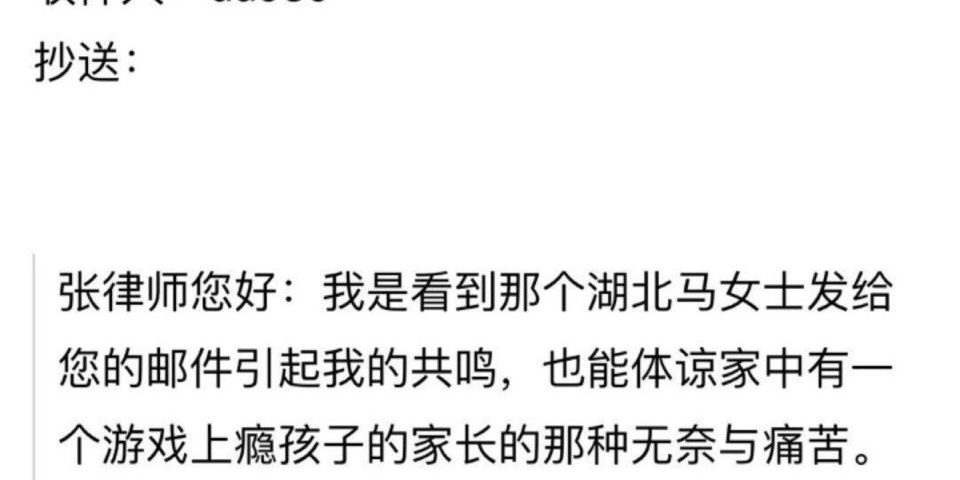 抄送：
张律师您好：我是看到那个湖北马女士发给
您的邮件引起我的共鸣，也能体谅家中有一
个游戏上瘾孩子的家长的那种无奈与痛苦。